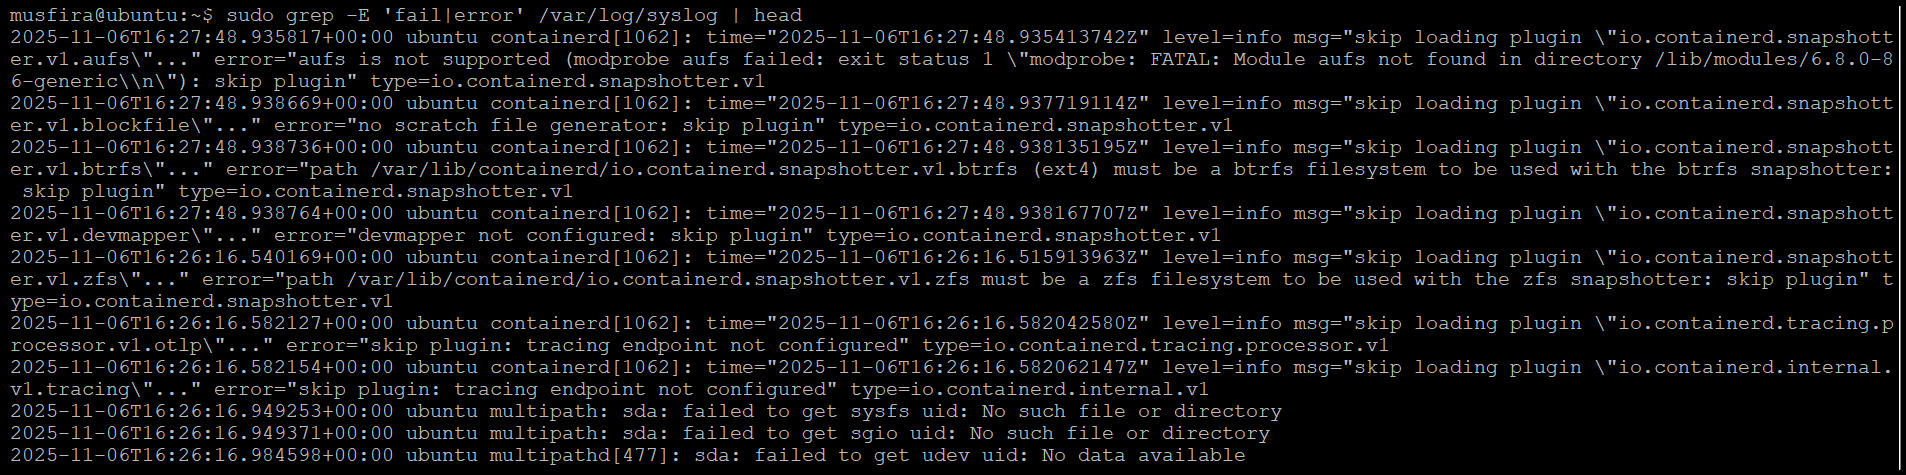 musfira@ubuntu:~$ sudo grep -E 'fail|error' /var/log/syslog | head
2025-11-06T16:27:48.935817+00:00 ubuntu containerd[1062]: time="2025-11-06T16:27:48.935413742Z" level=info msg="skip loading plugin \"io.containerd.snapshott
er.v1.aufs\"..." error="aufs is not supported (modprobe aufs failed: exit status 1 \"modprobe: FATAL: Module aufs not found in directory /lib/modules/6.8.0-8
6-generic\\n\"): skip plugin" type=io.containerd.snapshotter.v1
2025-11-06T16:27:48.938669+00:00 ubuntu containerd[1062]: time="2025-11-06T16:27:48.937719114Z" level=info msg="skip loading plugin \"io.containerd.snapshott
er.v1.blockfile\"..." error="no scratch file generator: skip plugin" type=io.containerd.snapshotter.v1
2025-11-06T16:27:48.938736+00:00 ubuntu containerd[1062]: time="2025-11-06T16:27:48.938135195Z" level=info msg="skip loading plugin \"io.containerd.snapshott
er.v1.btrfs\"..." error="path /var/lib/containerd/io.containerd.snapshotter.v1.btrfs (ext4) must be a btrfs filesystem to be used with the btrfs snapshotter:
 skip plugin" type=io.containerd.snapshotter.v1
2025-11-06T16:27:48.938764+00:00 ubuntu containerd[1062]: time="2025-11-06T16:27:48.938167707Z" level=info msg="skip loading plugin \"io.containerd.snapshott
er.v1.devmapper\"..." error="devmapper not configured: skip plugin" type=io.containerd.snapshotter.v1
2025-11-06T16:26:16.540169+00:00 ubuntu containerd[1062]: time="2025-11-06T16:26:16.515913963Z" level=info msg="skip loading plugin \"io.containerd.snapshott
er.v1.zfs\"..." error="path /var/lib/containerd/io.containerd.snapshotter.v1.zfs must be a zfs filesystem to be used with the zfs snapshotter: skip plugin" t
ype=io.containerd.snapshotter.v1
2025-11-06T16:26:16.582127+00:00 ubuntu containerd[1062]: time="2025-11-06T16:26:16.582042580Z" level=info msg="skip loading plugin \"io.containerd.tracing.p
rocessor.v1.otlp\"..." error="skip plugin: tracing endpoint not configured" type=io.containerd.tracing.processor.v1
2025-11-06T16:26:16.582154+00:00 ubuntu containerd[1062]: time="2025-11-06T16:26:16.582062147Z" level=info msg="skip loading plugin \"io.containerd.internal.
v1.tracing\"..." error="skip plugin: tracing endpoint not configured" type=io.containerd.internal.v1
2025-11-06T16:26:16.949253+00:00 ubuntu multipath: sda: failed to get sysfs uid: No such file or directory
2025-11-06T16:26:16.949371+00:00 ubuntu multipath: sda: failed to get sgio uid: No such file or directory
2025-11-06T16:26:16.984598+00:00 ubuntu multipathd[477]: sda: failed to get udev uid: No data available